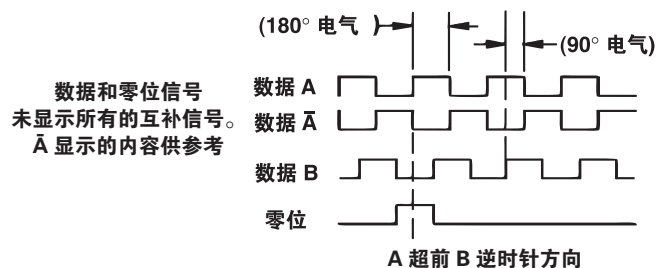 (180° 电气 )
(90° 电气)
数据和零位信号
未显示所有的互补信号。
Ā 显示的内容供参考
数据 A
数据 Ā
数据 B
零位
A 超前 B 逆时针方向